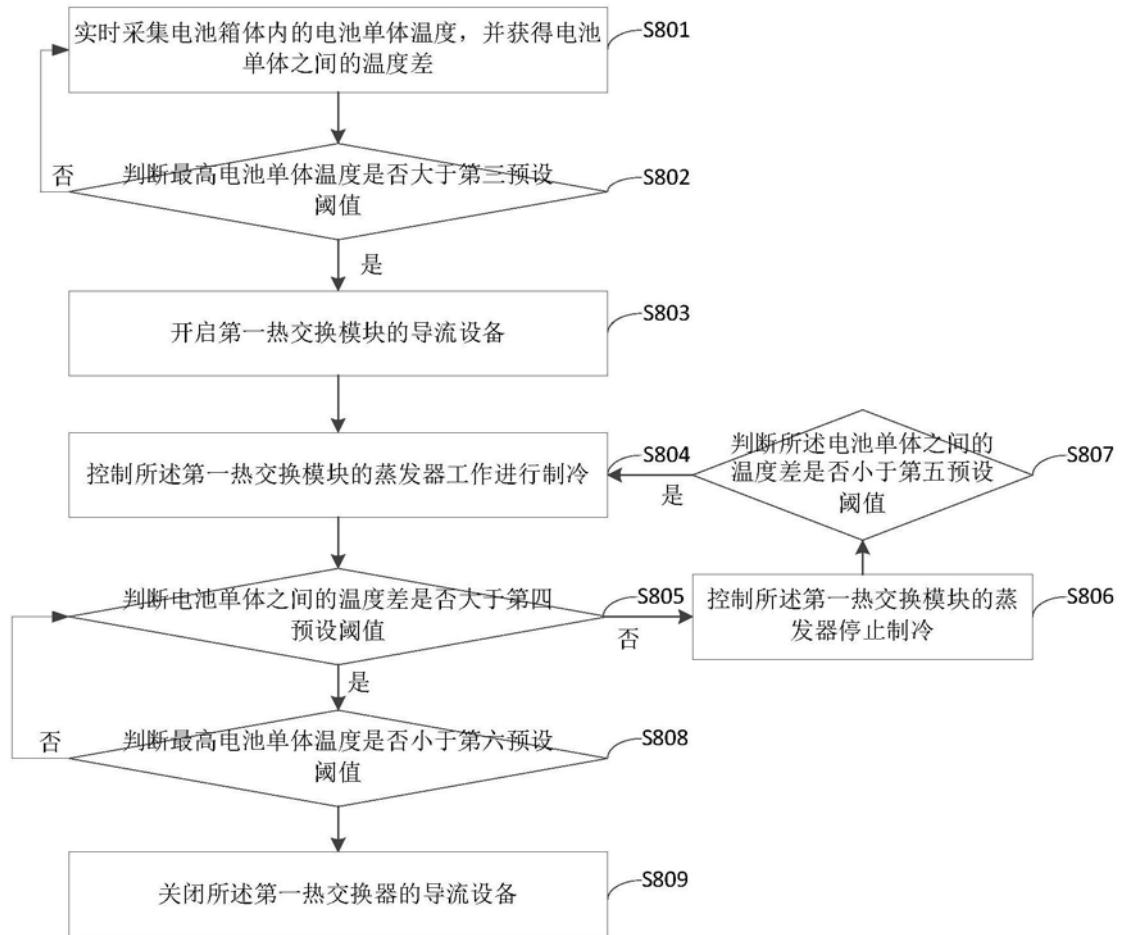 实时采集电池箱体内的电池单体温度，并获得电池
单体之间的温度差
S801
否
判断最高电池单体温度是否大于第三预设
阈值
S802
是
开启第一热交换模块的导流设备
S803
控制所述第一热交换模块的蒸发器工作进行制冷
S804
是
判断所述电池单体之间的
温度差是否小于第五预设
阈值
S807
判断电池单体之间的温度差是否大于第四
预设阈值
S805
否
控制所述第一热交换模块的蒸
发器停止制冷
S806
是
否
判断最高电池单体温度是否小于第六预设
阈值
S808
关闭所述第一热交换器的导流设备
S809